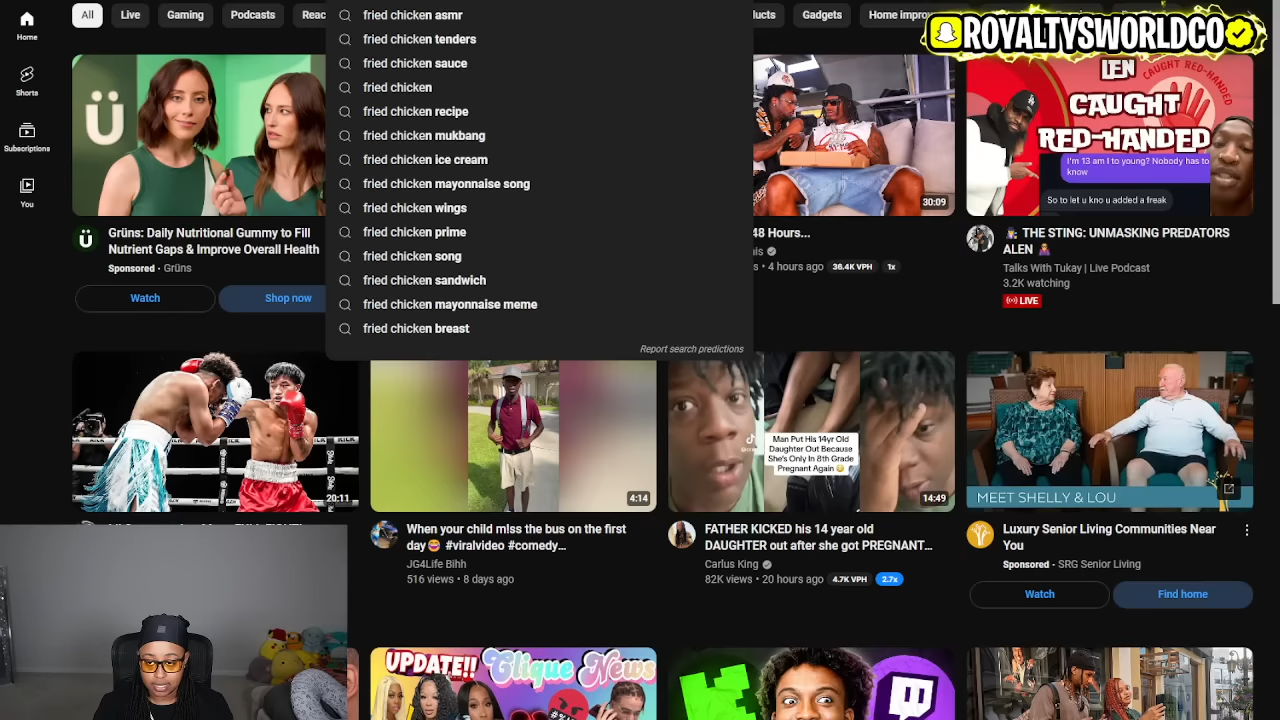 All
Live
Gaming
Podcasts
Reac
Gadgets
Home improv
ROYALTYSWORLDCO
Home
Shorts
Subscriptions
You
fried chicken asmr
fried chicken tenders
fried chicken sauce
fried chicken
fried chicken recipe
fried chicken mukbang
fried chicken ice cream
fried chicken mayonnaise song
fried chicken wings
fried chicken prime
fried chicken song
fried chicken sandwich
fried chicken mayonnaise meme
fried chicken breast
Report search predictions
Ü
Grüns: Daily Nutritional Gummy to Fill
Nutrient Gaps & Improve Overall Health
Sponsored · Grüns
Watch
Shop now
30:09
48 Hours...
4 hours ago
36.4K VPH
1x
LEN
CAUGHT
RED-HANDED
CAUGHT RED-HANDED
I'm 13 am I to young? Nobody has to
know
So to let u kno u added a freak
THE STING: UNMASKING PREDATORS
ALEN
Talks With Tukay | Live Podcast
3.2K watching
LIVE
20:11
4:14
When your child m!ss the bus on the first
day😄 #viralvideo #comedy…
JG4Life Bihh
516 views • 8 days ago
Man Put His 14yr Old
Daughter Out Because
She's Only In 8th Grade
Pregnant Again
14:49
FATHER KICKED his 14 year old
DAUGHTER out after she got PREGNANT…
Carlus King
82K views • 20 hours ago
4.7K VPH
2.7x
MEET SHELLY & LOU
Luxury Senior Living Communities Near
You
Sponsored · SRG Senior Living
Watch
Find home
UPDATE!!
Clique News